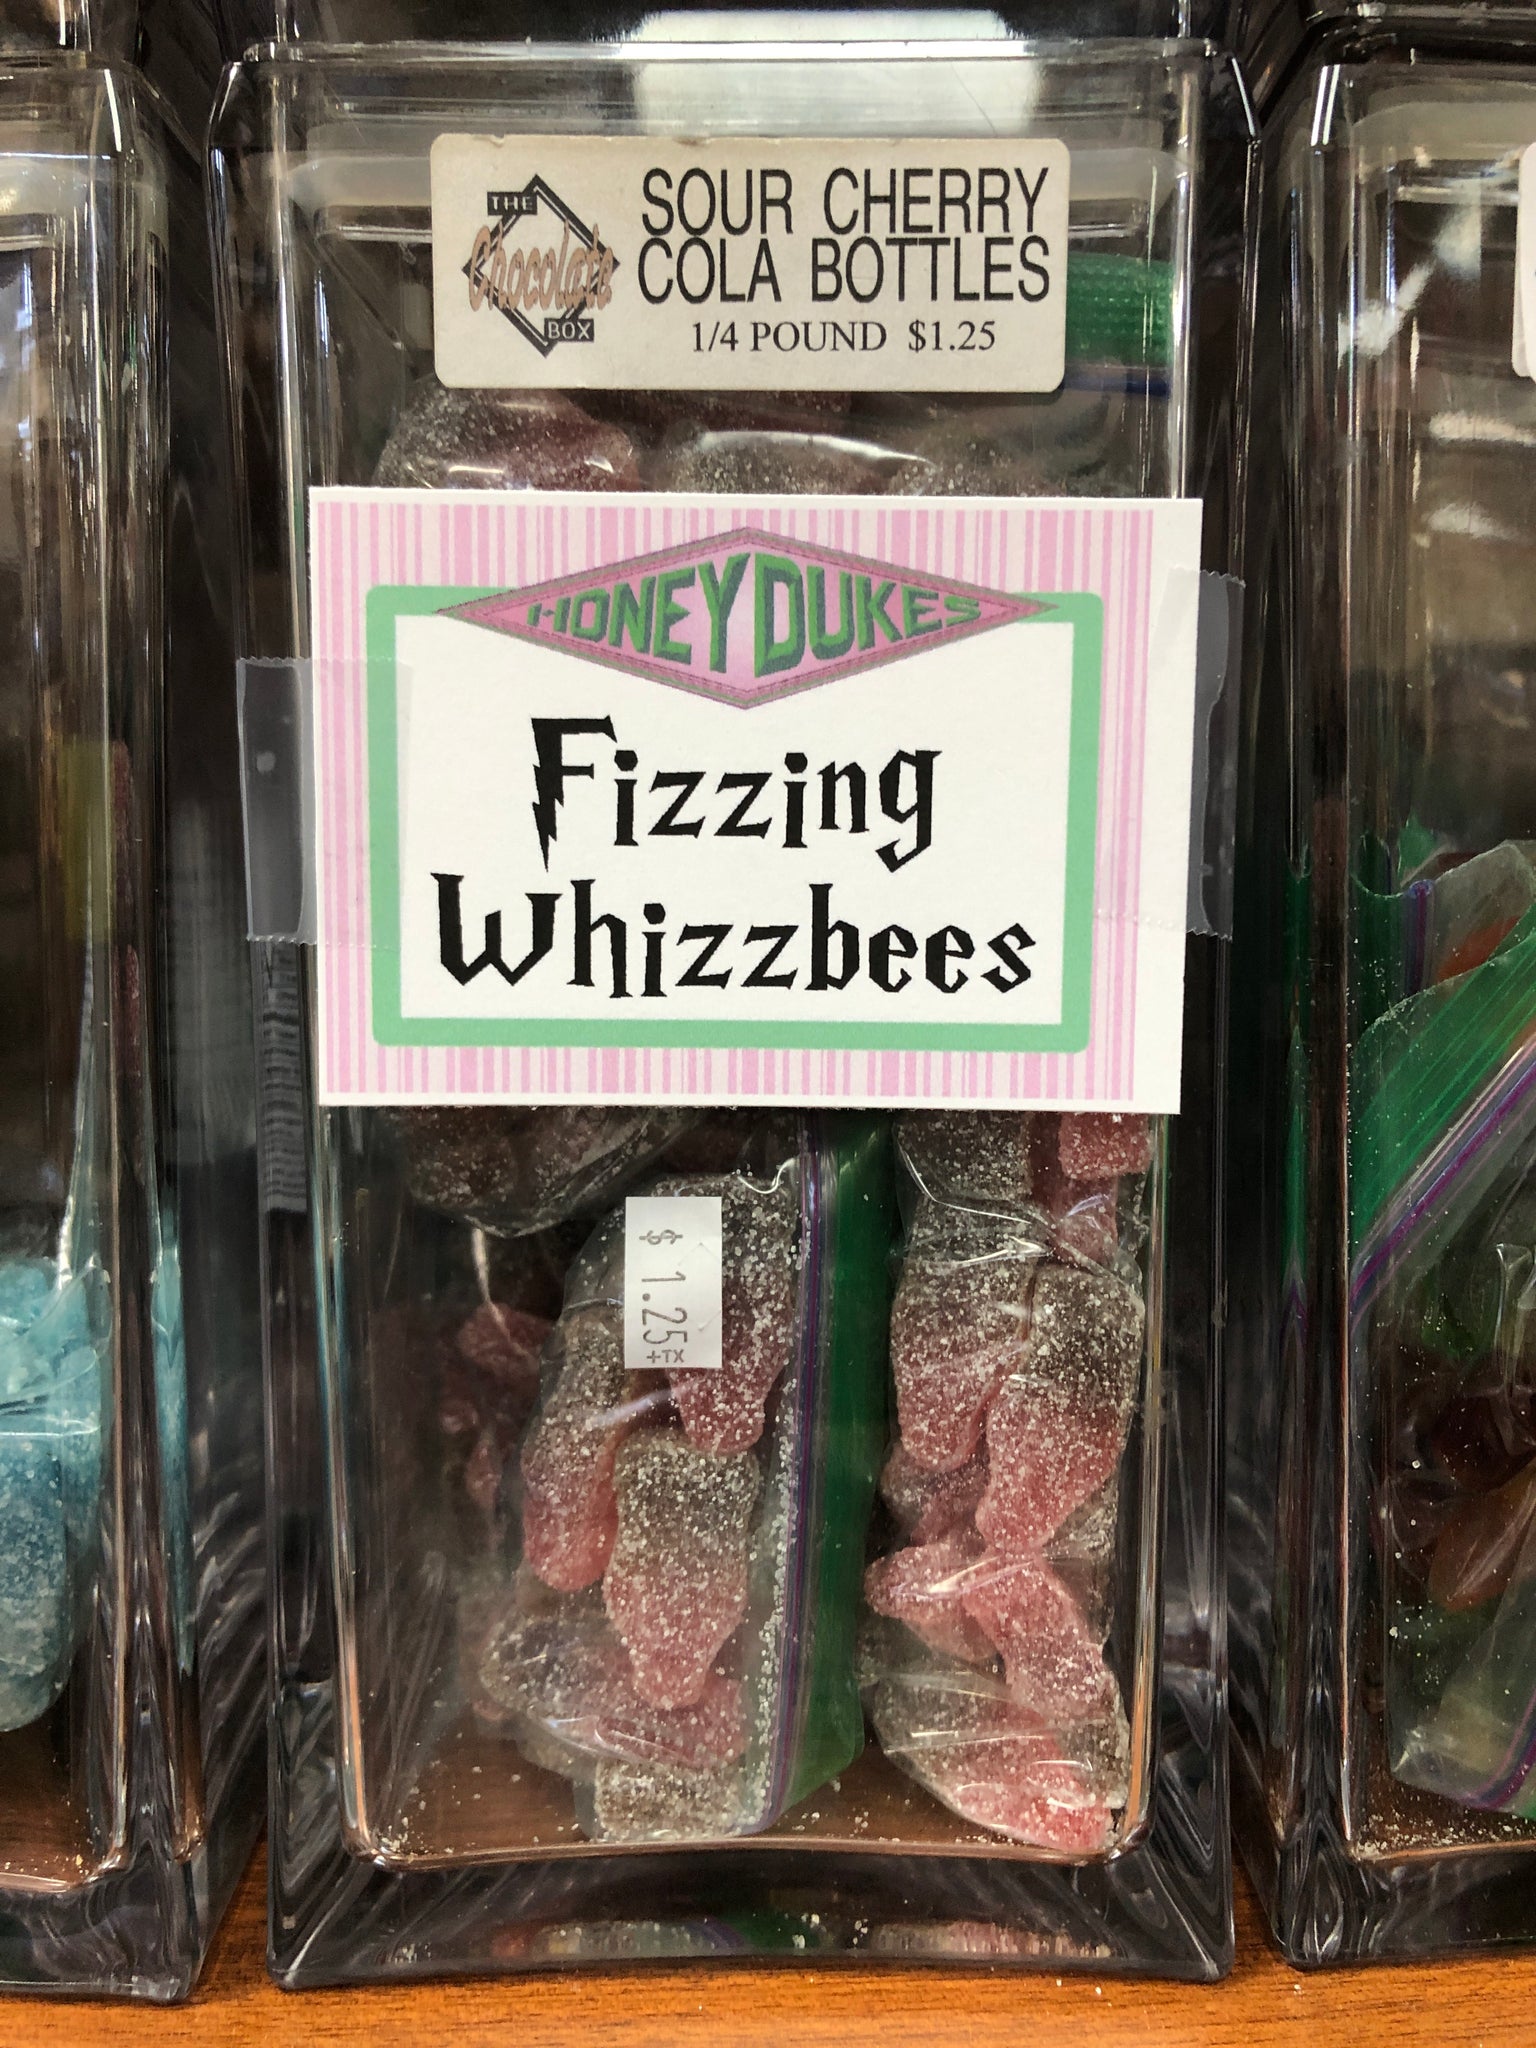 THE
Chocolate
BOX
SOUR CHERRY
COLA BOTTLES
1/4 POUND $1.25
HONEYDUKES
Fizzing
Whizzbees
$1.25
+TX